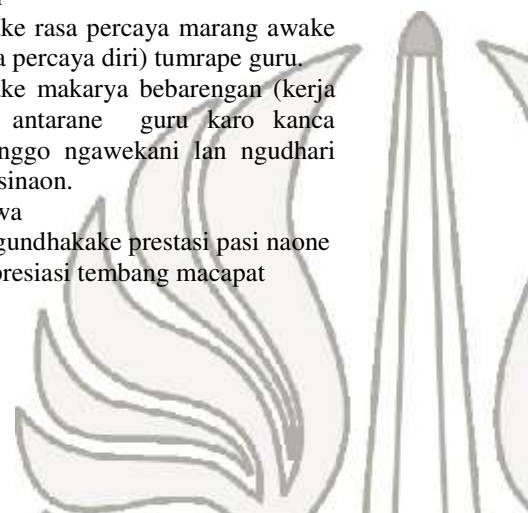 ke rasa percaya marang awake
percaya diri) tumrape guru.
ke makarya bebarengan (kerja
antarane guru karo kanca
nggo ngawekani lan ngudhari
sinaon.
wa
gundhakake prestasi pasi naone
presiasi tembang macapat